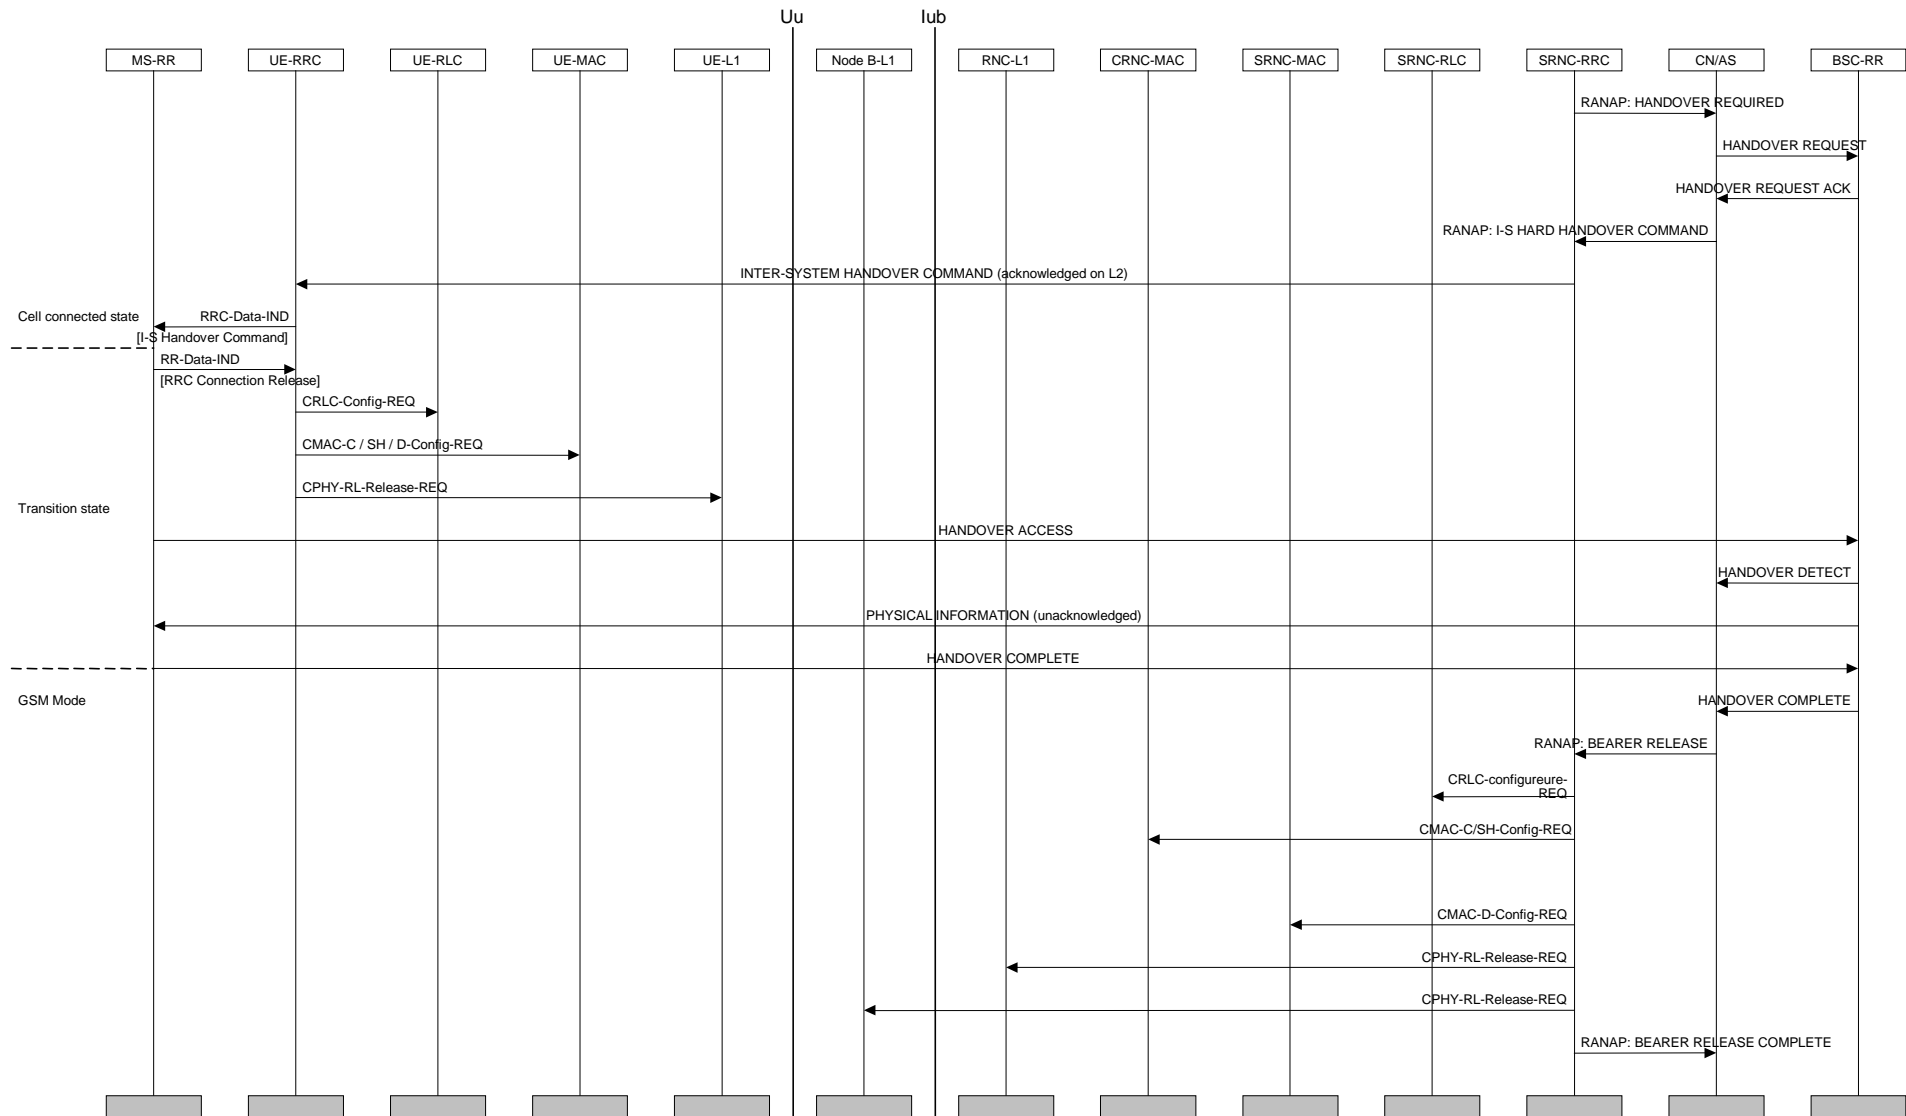 Uu
Iub
MS-RR
UE-RRC
UE-RLC
UE-MAC
UE-L1
Node B-L1
RNC-L1
CRNC-MAC
SRNC-MAC
SRNC-RLC
SRNC-RRC
CN/AS
BSC-RR
RANAP: HANDOVER REQUIRED
HANDOVER REQUEST
HANDOVER REQUEST ACK
RANAP: I-S HARD HANDOVER COMMAND
INTER-SYSTEM HANDOVER COMMAND (acknowledged on L2)
Cell connected state
RRC-Data-IND
[I-S Handover Command]
RR-Data-IND
[RRC Connection Release]
CRLC-Config-REQ
CMAC-C / SH / D-Config-REQ
CPHY-RL-Release-REQ
Transition state
HANDOVER ACCESS
HANDOVER DETECT
PHYSICAL INFORMATION (unacknowledged)
HANDOVER COMPLETE
GSM Mode
HANDOVER COMPLETE
RANAP: BEARER RELEASE
CRLC-configureure-
REQ
CMAC-C/SH-Config-REQ
CMAC-D-Config-REQ
CPHY-RL-Release-REQ
CPHY-RL-Release-REQ
RANAP: BEARER RELEASE COMPLETE